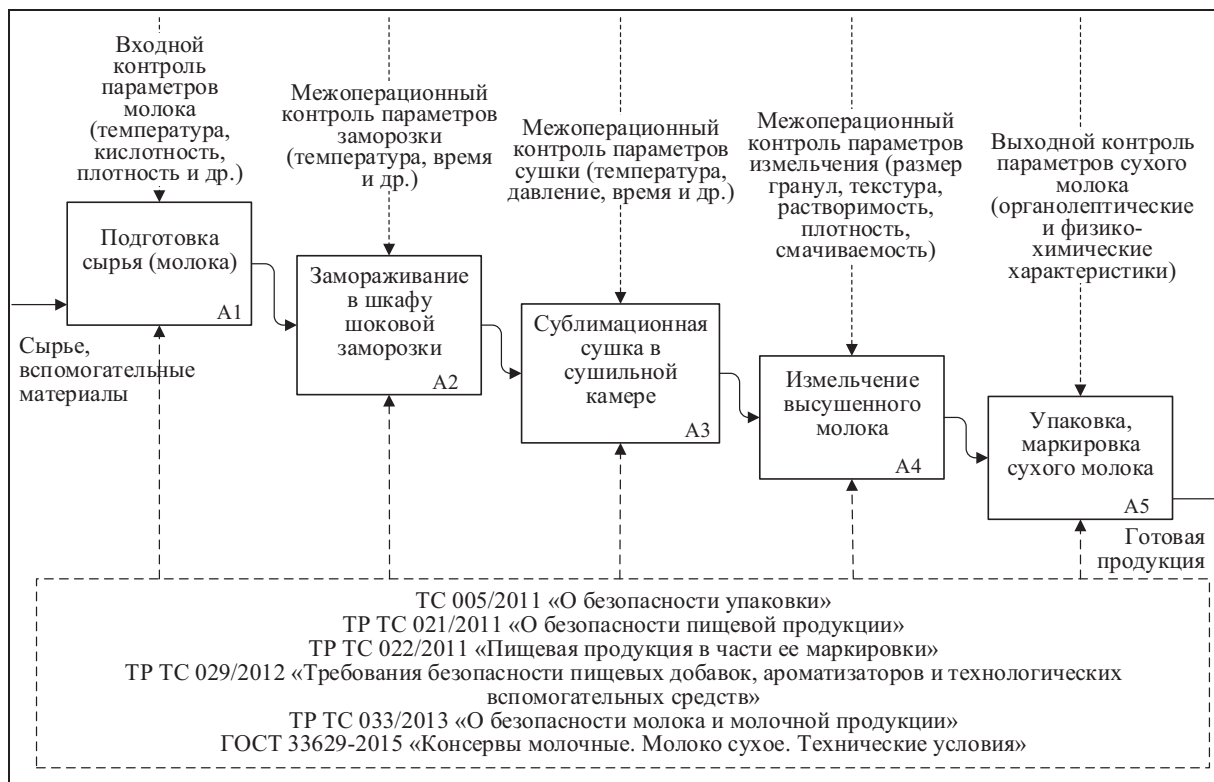 Входной
контроль
параметров
молока
(температура,
кислотность,
плотность и др.)
Межоперационный
контроль параметров
заморозки
(температура, время
и др.)
Межоперационный
контроль параметров
сушки (температура,
давление, время и др.)
Межоперационный
контроль параметров
измельчения (размер
гранул, текстура,
растворимость,
плотность,
смачиваемость)
Выходной контроль
параметров сухого
молока
(органолептические
и физико-
химические
характеристики)
Подготовка
сырья (молока)
А1
Замораживание
в шкафу
шоковой
заморозки
А2
Сублимационная
сушка в
сушильной
камере
А3
Измельчение
высушенного
молока
А4
Упаковка,
маркировка
сухого молока
А5
Сырье,
вспомогательные
материалы
Готовая
продукция
ТС 005/2011 «О безопасности упаковки»
ТР ТС 021/2011 «О безопасности пищевой продукции»
ТР ТС 022/2011 «Пищевая продукция в части ее маркировки»
ТР ТС 029/2012 «Требования безопасности пищевых добавок, ароматизаторов и технологических
вспомогательных средств»
ТР ТС 033/2013 «О безопасности молока и молочной продукции»
ГОСТ 33629-2015 «Консервы молочные. Молоко сухое. Технические условия»